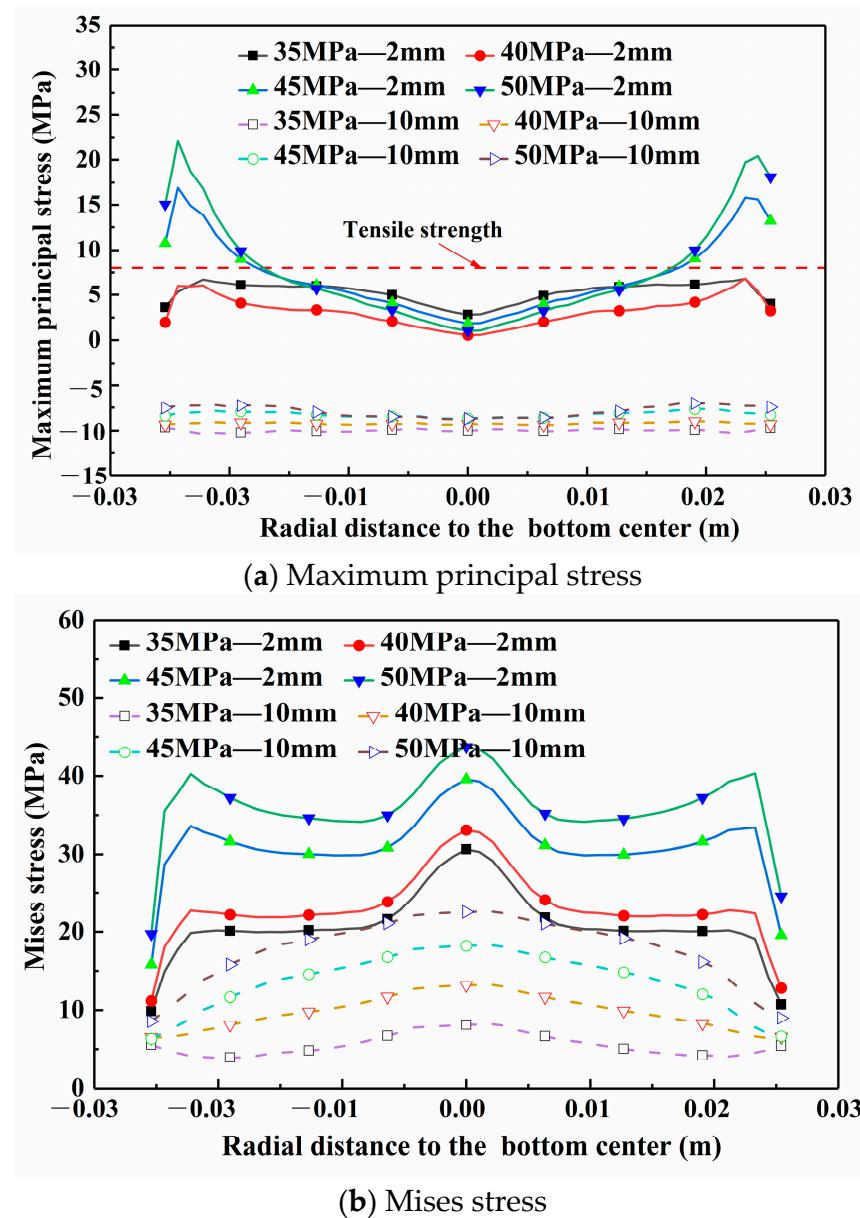 35
30
25
20
15
10
5
0
−5
−10
−15
Maximum principal stress (MPa)
35MPa—2mm 40MPa—2mm
45MPa—2mm 50MPa—2mm
35MPa—10mm 40MPa—10mm
45MPa—10mm 50MPa—10mm
Tensile strength
−0.03 −0.03 −0.01 0.00 0.01 0.02 0.03
Radial distance to the bottom center (m)
(a) Maximum principal stress
60
50
40
30
20
10
0
Mises stress (MPa)
35MPa—2mm 40MPa—2mm
45MPa—2mm 50MPa—2mm
35MPa—10mm 40MPa—10mm
45MPa—10mm 50MPa—10mm
−0.03 −0.03 −0.01 0.00 0.01 0.02 0.03
Radial distance to the bottom center (m)
(b) Mises stress